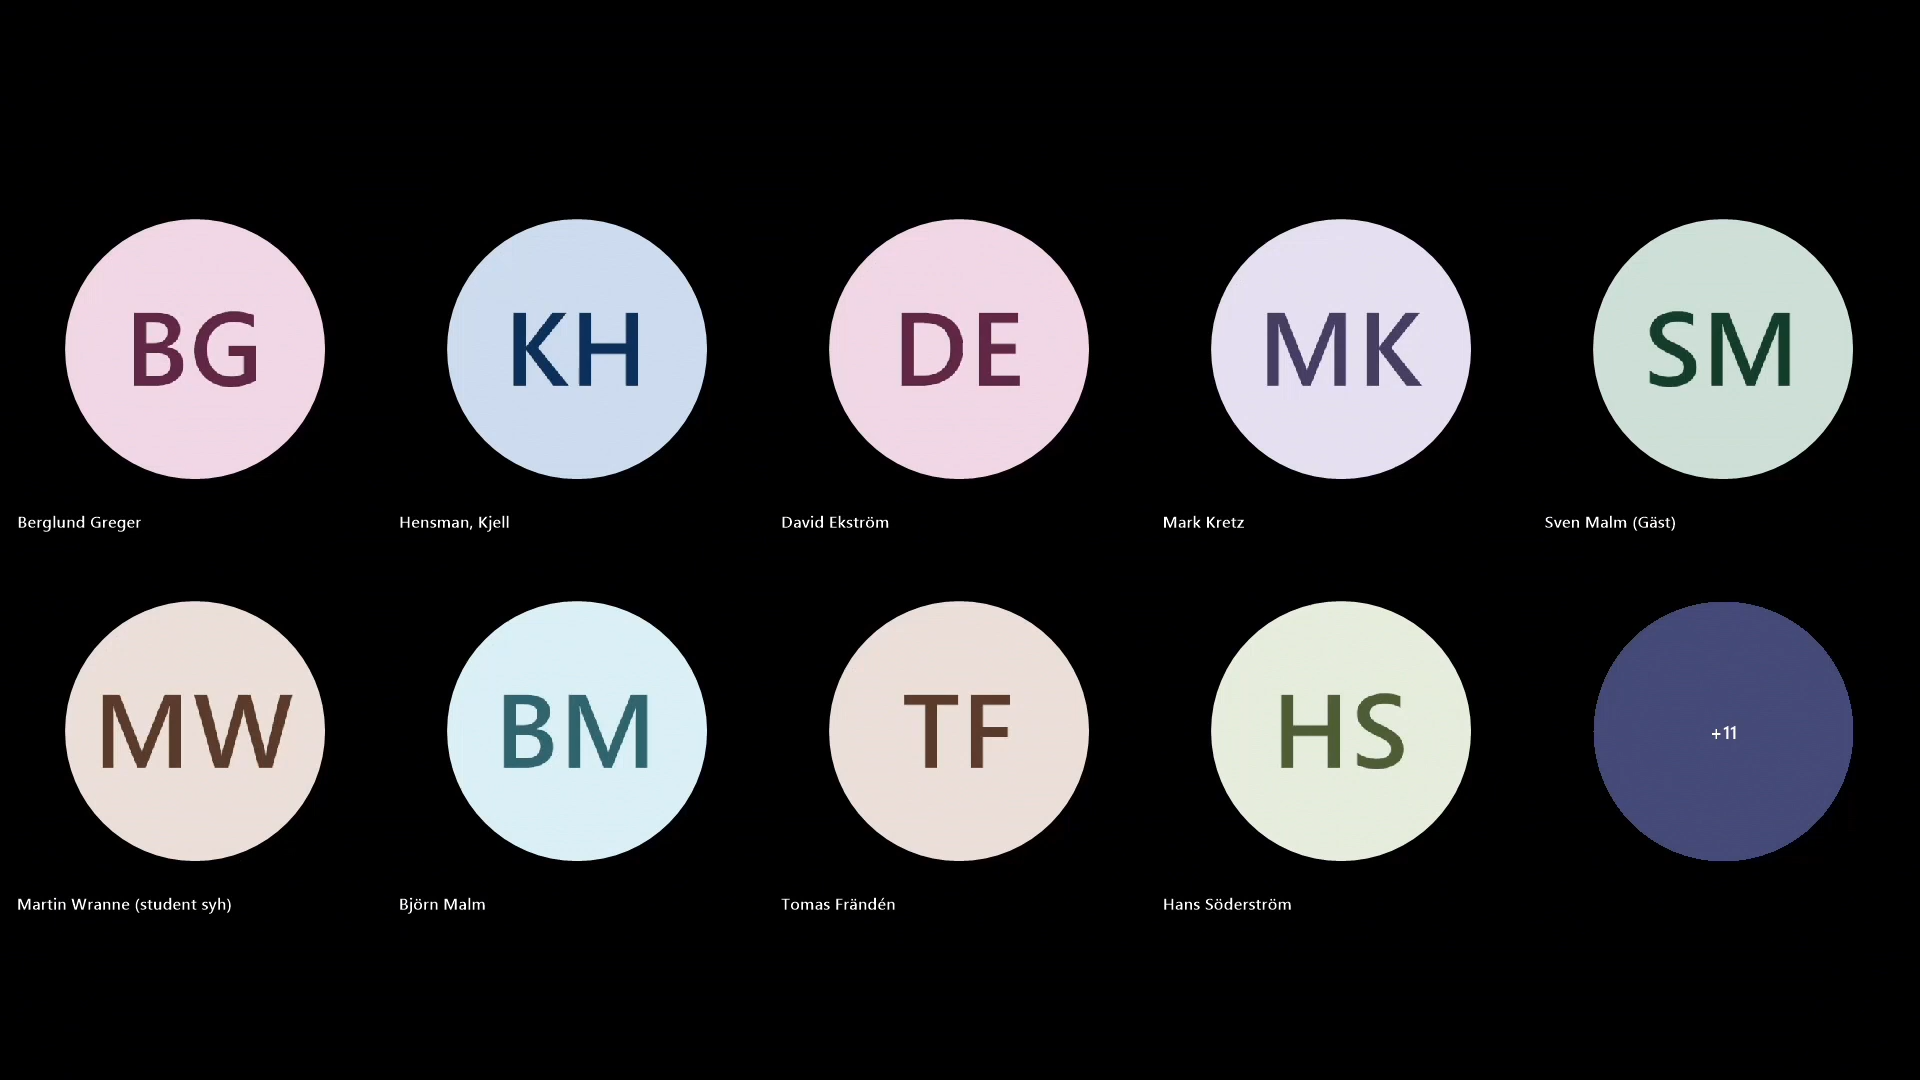 BG
KH
DE
MK
SM
Berglund Greger
Hensman, Kjell
David Ekström
Mark Kretz
Sven Malm (Gäst)
MW
BM
TF
HS
+11
Martin Wranne (student syh)
Björn Malm
Tomas Frändén
Hans Söderström